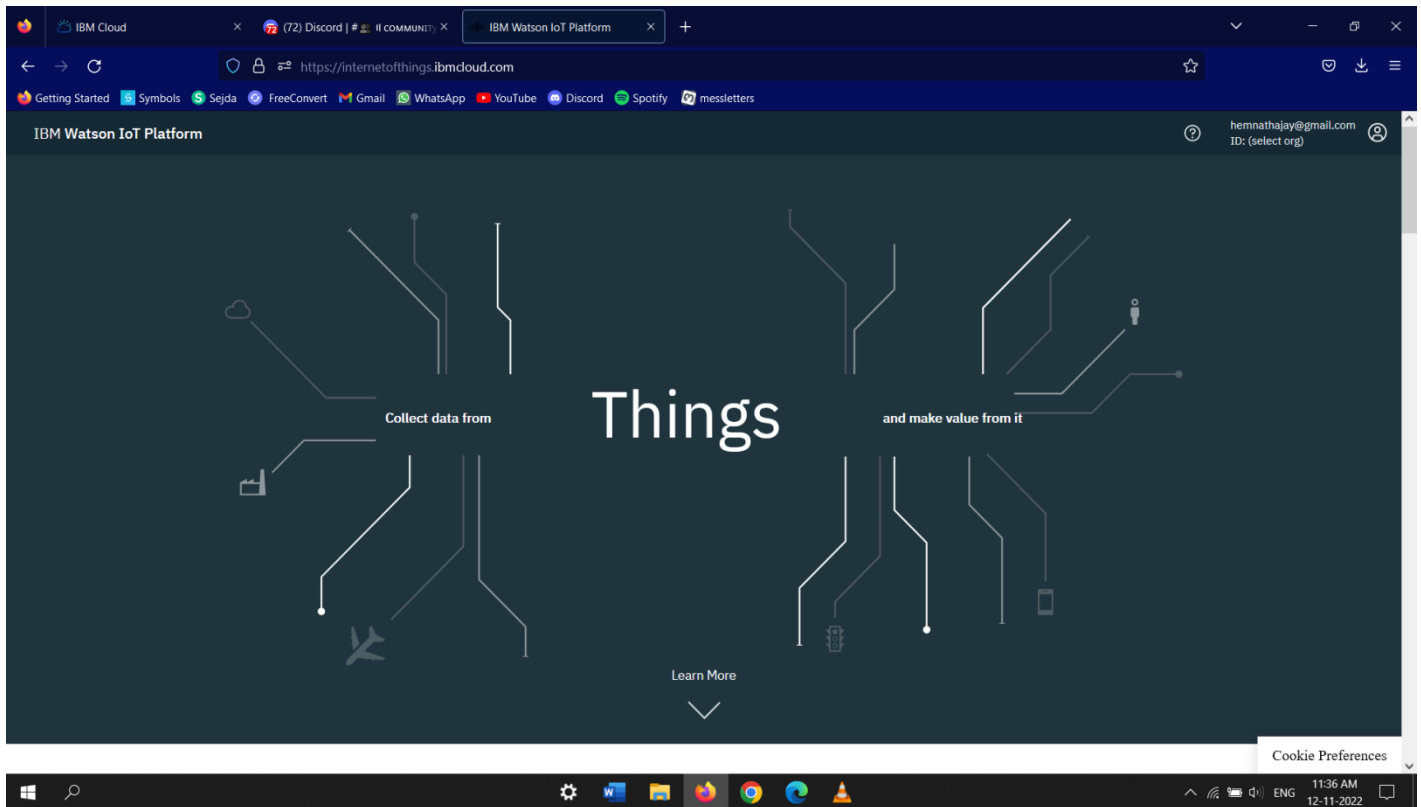 IBM Cloud
(72) Discord | # II COMMUNITY
IBM Watson IoT Platform
https://internetofthings.ibmcloud.com
Getting Started Symbols Sejda FreeConvert Gmail WhatsApp YouTube Discord Spotify messletters
IBM Watson IoT Platform
hemnathajay@gmail.com
ID: (select org)
Collect data from Things and make value from it
Learn More
Cookie Preferences
ENG
11:36 AM
12-11-2022